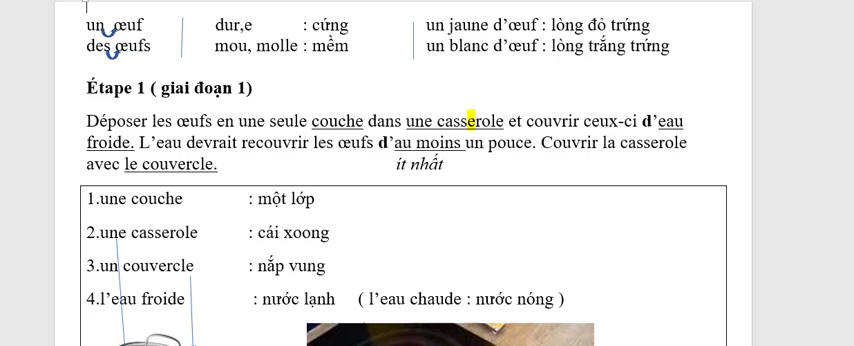 un œuf dur,e : cứng un jaune d’œuf : lòng đỏ trứng
des œufs mou, molle : mềm un blanc d’œuf : lòng trắng trứng
Étape 1 ( giai đoạn 1)
Déposer les œufs en une seule couche dans une casserole et couvrir ceux-ci d’eau
froide. L’eau devrait recouvrir les œufs d’au moins un pouce. Couvrir la casserole
avec le couvercle. ít nhất
1.une couche : một lớp
2.une casserole : cái xoong
3.un couvercle : nắp vung
4.l’eau froide : nước lạnh ( l’eau chaude : nước nóng )